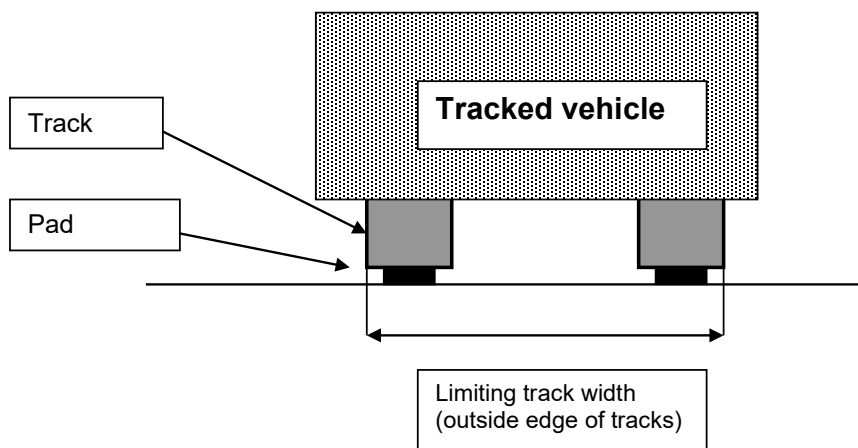 Tracked vehicle
Track
Pad
Limiting track width
(outside edge of tracks)